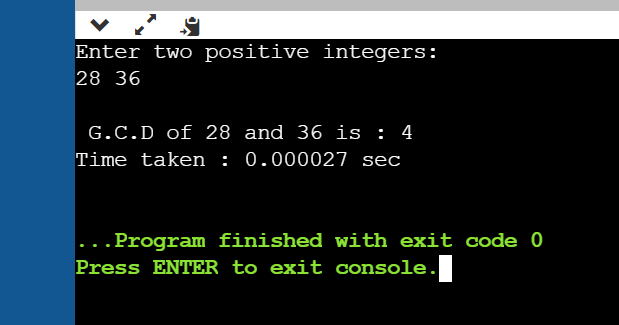 Enter two positive integers:
28 36
G.C.D of 28 and 36 is : 4
Time taken : 0.000027 sec
...Program finished with exit code 0
Press ENTER to exit console.